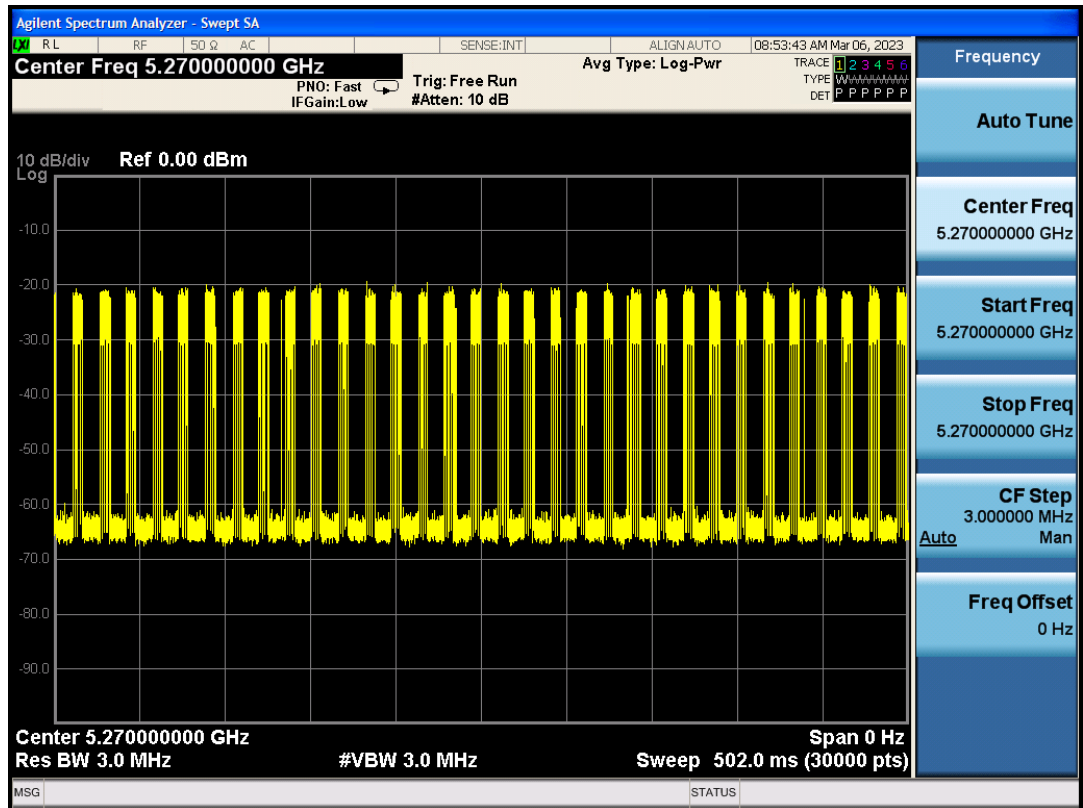 Agilent Spectrum Analyzer - Swept SA
LXI RL RF 50 Ω AC SENSE:INT ALIGNAUTO 08:53:43 AM Mar 06, 2023
Center Freq 5.270000000 GHz
PNO: Fast
IFGain:Low
Trig: Free Run
#Atten: 10 dB
Avg Type: Log-Pwr
TRACE 1 2 3 4 5 6
TYPE
DET P P P P P P
Frequency
Auto Tune
Center Freq
5.270000000 GHz
Start Freq
5.270000000 GHz
Stop Freq
5.270000000 GHz
CF Step
3.000000 MHz
Auto Man
Freq Offset
0 Hz
10 dB/div Ref 0.00 dBm
Log
-10.0
-20.0
-30.0
-40.0
-50.0
-60.0
-70.0
-80.0
-90.0
Center 5.270000000 GHz Span 0 Hz
Res BW 3.0 MHz #VBW 3.0 MHz Sweep 502.0 ms (30000 pts)
MSG STATUS